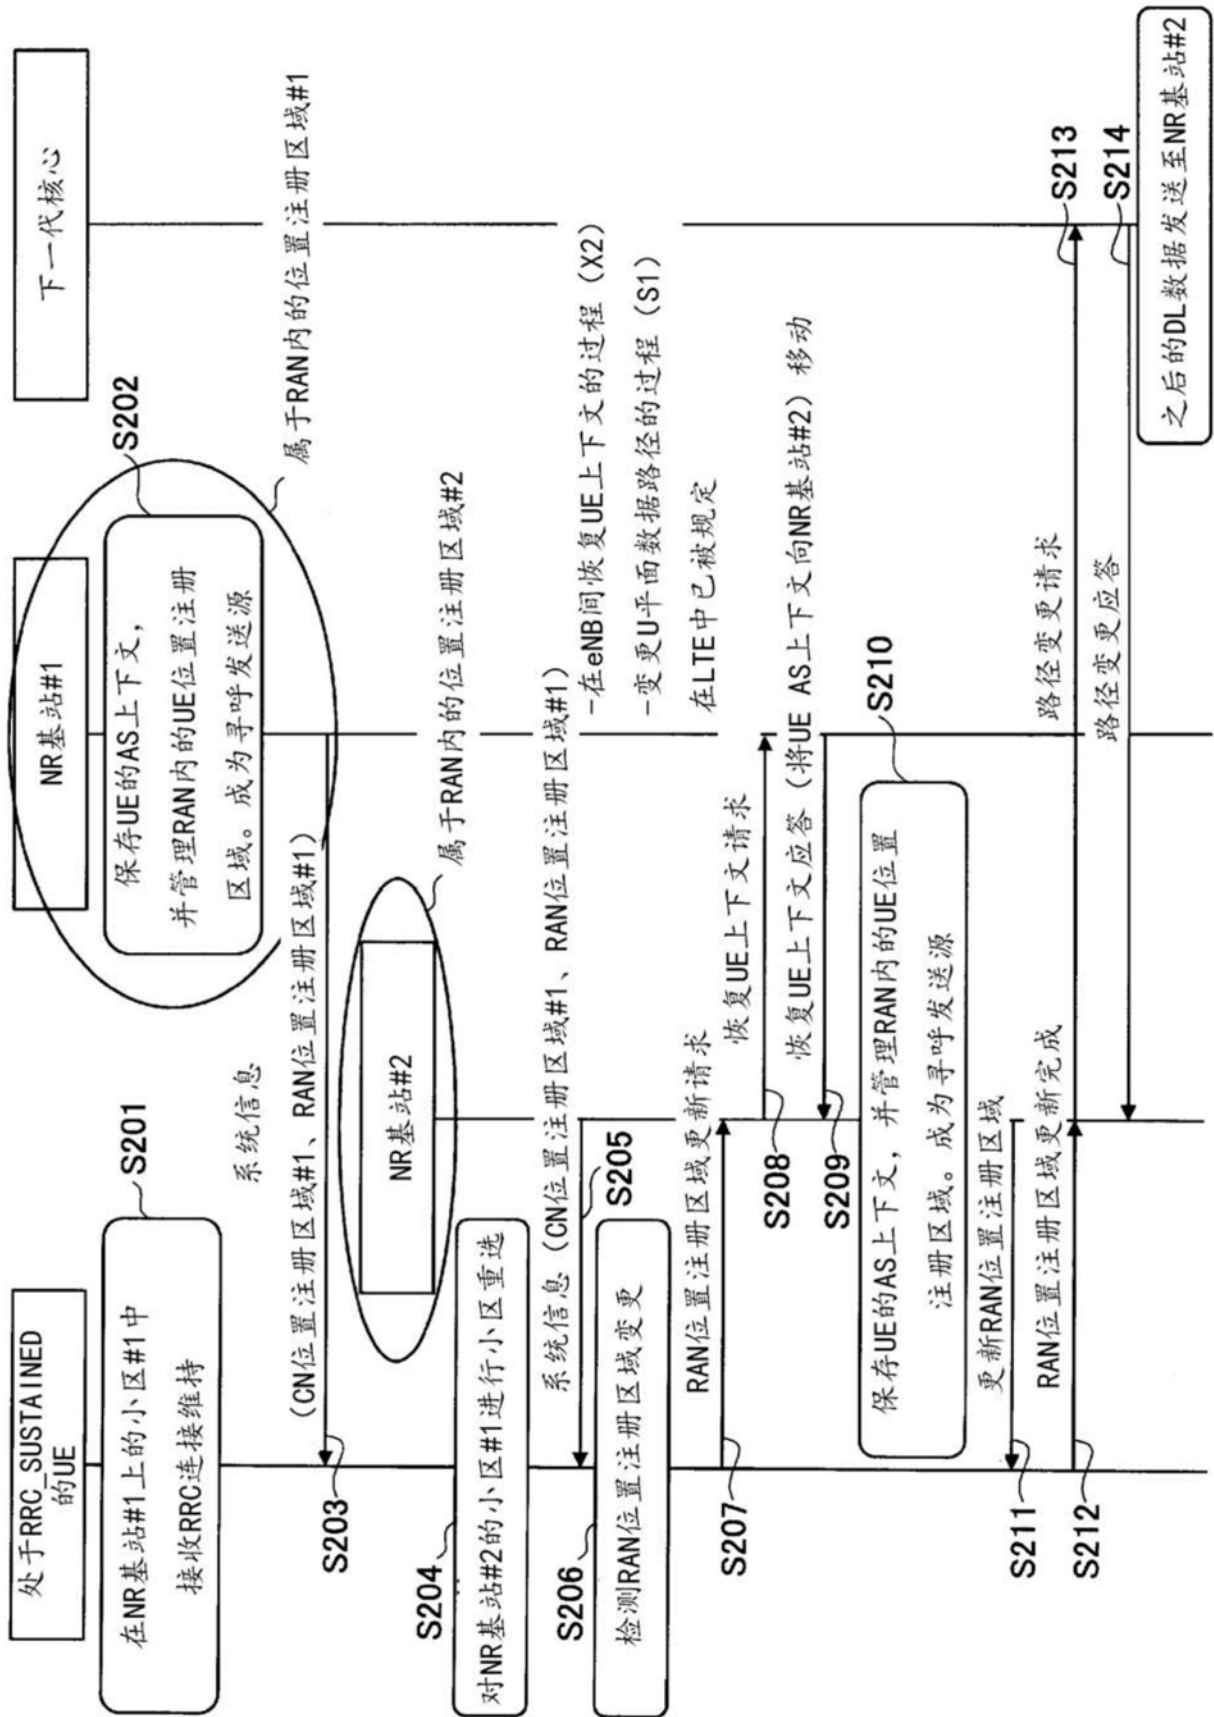 处于RRC_SUSTAINED
的UE
NR基站#1
下一代核心
在NR基站#1上的小区#1中
接收RRC连接维持
S201
保存UE的AS上下文，
并管理RAN内的UE位置注册
区域。成为寻呼发送源
S202
属于RAN内的位置注册区域#1
系统信息
(CN位置注册区域#1、RAN位置注册区域#1)
S203
NR基站#2
属于RAN内的位置注册区域#2
S204
对NR基站#2的小区#1进行小区重选
系统信息 (CN位置注册区域#1、RAN位置注册区域#1)
S205
S206
检测RAN位置注册区域变更
-在eNB间恢复UE上下文的过程 (X2)
-变更U平面数据路径的过程 (S1)
在LTE中已被规定
RAN位置注册区域更新请求
S207
恢复UE上下文请求
S208
恢复UE上下文应答 (将UE AS上下文向NR基站#2) 移动
S209
S210
保存UE的AS上下文，并管理RAN内的UE位置
注册区域。成为寻呼发送源
更新RAN位置注册区域
S211
RAN位置注册区域更新完成
S212
路径变更请求
S213
路径变更应答
S214
之后的DL数据发送至NR基站#2